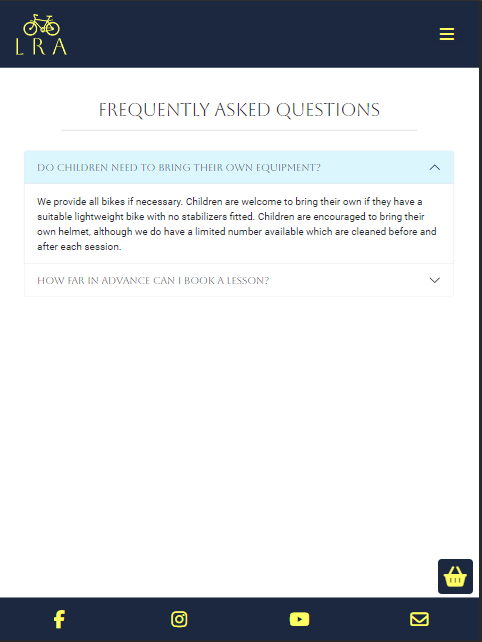 L R A
FREQUENTLY ASKED QUESTIONS
DO CHILDREN NEED TO BRING THEIR OWN EQUIPMENT?
We provide all bikes if necessary. Children are welcome to bring their own if they have a
suitable lightweight bike with no stabilizers fitted. Children are encouraged to bring their
own helmet, although we do have a limited number available which are cleaned before and
after each session.
HOW FAR IN ADVANCE CAN I BOOK A LESSON?